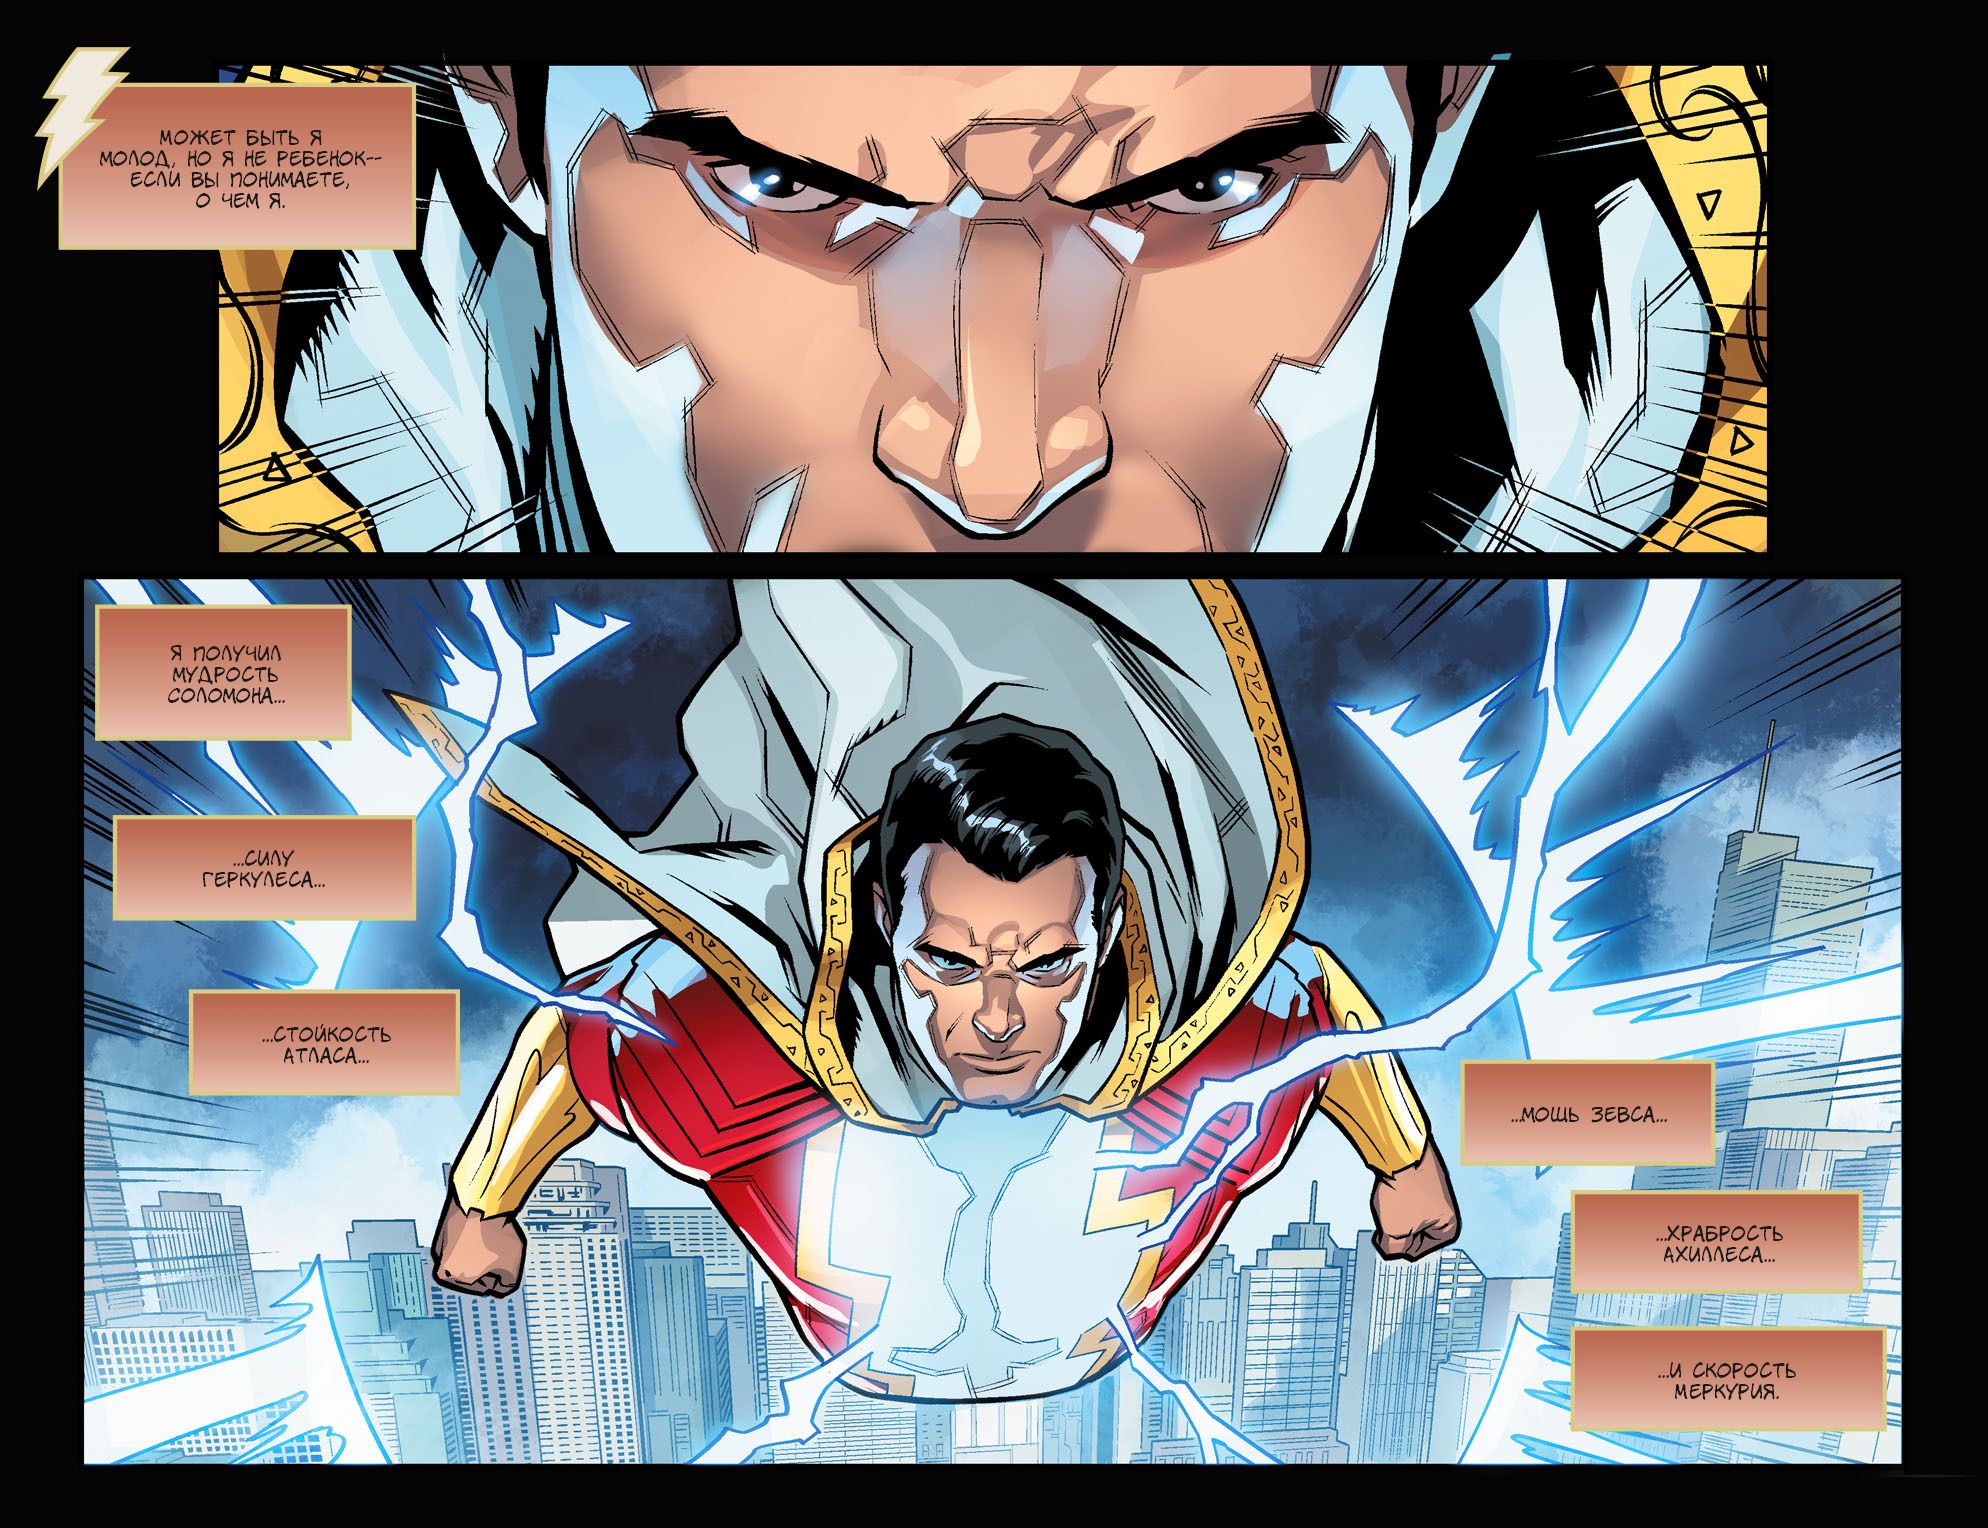 МОЖЕТ БЫТЬ Я
МОЛОД, НО Я НЕ РЕБЕНОК--
ЕСЛИ ВЫ ПОНИМАЕТЕ,
О ЧЕМ Я.
Я ПОЛУЧИЛ
МУДРОСТЬ
СОЛОМОНА...
...СИЛУ
ГЕРКУЛЕСА...
...СТОЙКОСТЬ
АТЛАСА...
...МОЩЬ ЗЕВСА...
...ХРАБРОСТЬ
АХИЛЛЕСА...
...И СКОРОСТЬ
МЕРКУРИЯ.